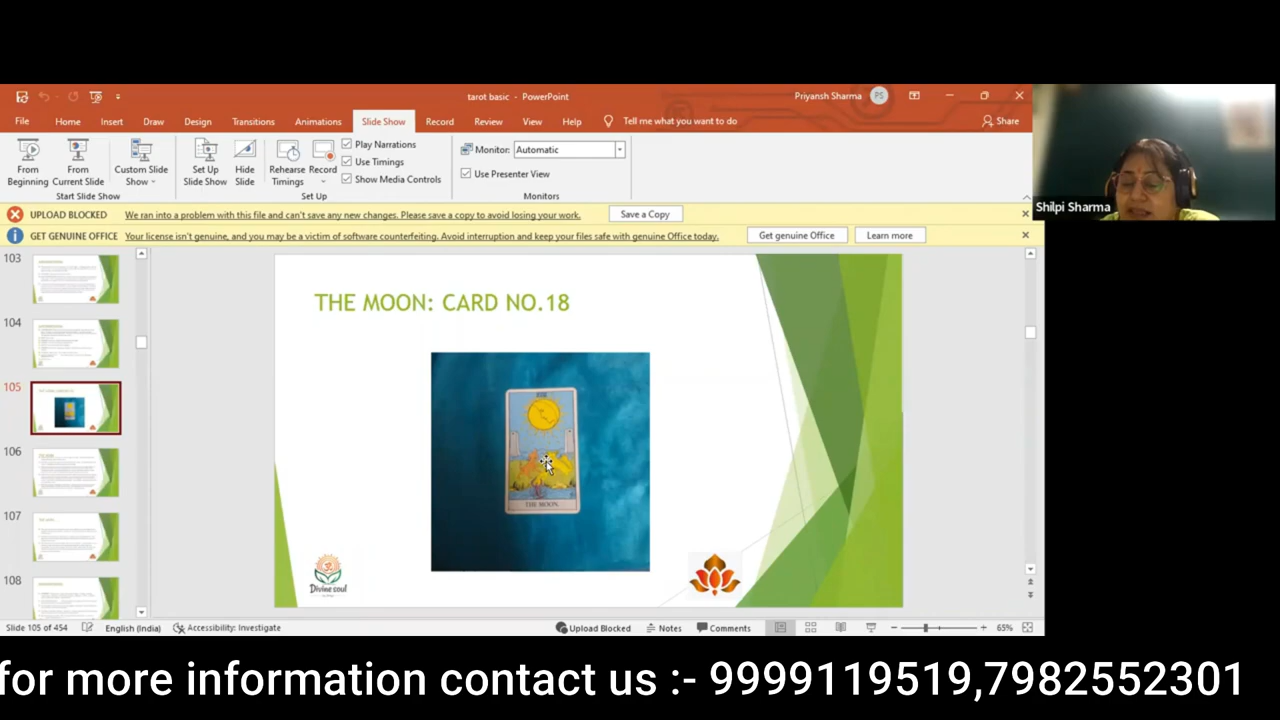 tarot basic - PowerPoint
Priyansh Sharma
PS
File Home Insert Draw Design Transitions Animations Slide Show Record Review View Help Tell me what you want to do
Share
From Beginning
From Current Slide
Custom Slide Show
Set Up Slide Show
Hide Slide
Rehearse Timings
Record
Play Narrations
Use Timings
Show Media Controls
Monitor: Automatic
Use Presenter View
Start Slide Show
Set Up
Monitors
UPLOAD BLOCKED We ran into a problem with this file and can't save any new changes. Please save a copy to avoid losing your work. Save a Copy
GET GENUINE OFFICE Your license isn't genuine, and you may be a victim of software counterfeiting. Avoid interruption and keep your files safe with genuine Office today. Get genuine Office Learn more
Shilpi Sharma
103
104
105
106
107
108
THE MOON: CARD NO.18
XVIII
THE MOON.
Divine soul
Slide 105 of 454 English (India) Accessibility: Investigate Upload Blocked Notes Comments 65%
for more information contact us :- 9999119519,7982552301